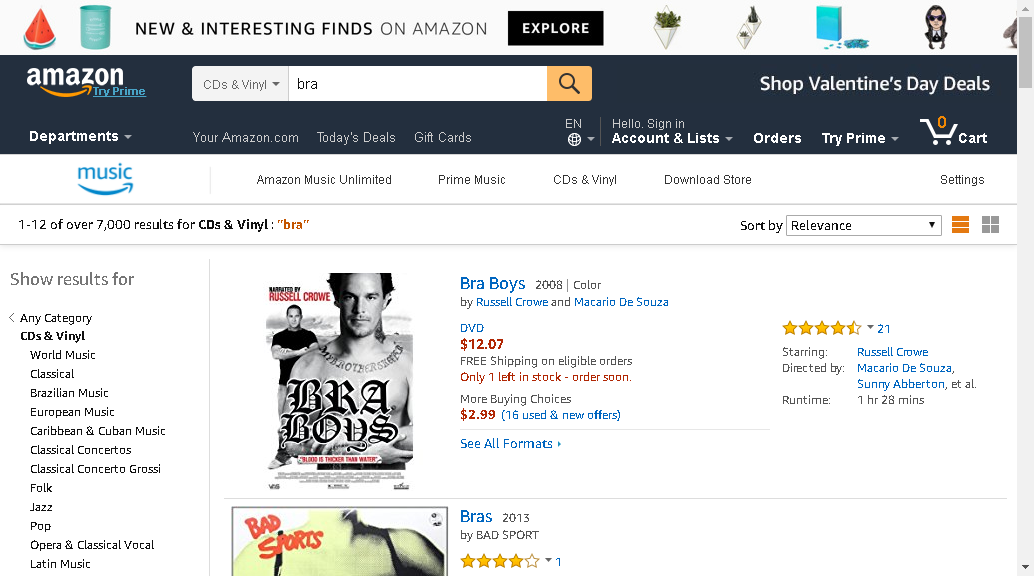 NEW & INTERESTING FINDS ON AMAZON EXPLORE
amazon
Try Prime
CDs & Vinyl bra
Shop Valentine's Day Deals
Departments
Your Amazon.com Today's Deals Gift Cards
EN
Hello. Sign in
Account & Lists
Orders
Try Prime
0
Cart
music
Amazon Music Unlimited Prime Music CDs & Vinyl Download Store Settings
1-12 of over 7,000 results for CDs & Vinyl : "bra"
Sort by Relevance
Show results for
Any Category
CDs & Vinyl
World Music
Classical
Brazilian Music
European Music
Caribbean & Cuban Music
Classical Concertos
Classical Concerto Grossi
Folk
Jazz
Pop
Opera & Classical Vocal
Latin Music
NARRATED BY
RUSSELL CROWE
BRA
BOYS
"BLOOD IS THICKER THAN WATER"
Bra Boys 2008 | Color
by Russell Crowe and Macario De Souza
DVD
$12.07
FREE Shipping on eligible orders
Only 1 left in stock - order soon.
More Buying Choices
$2.99 (16 used & new offers)
See All Formats
21
Starring: Russell Crowe
Directed by: Macario De Souza,
Sunny Abberton, et al.
Runtime: 1 hr 28 mins
BAD
SPORTS
Bras 2013
by BAD SPORT
1